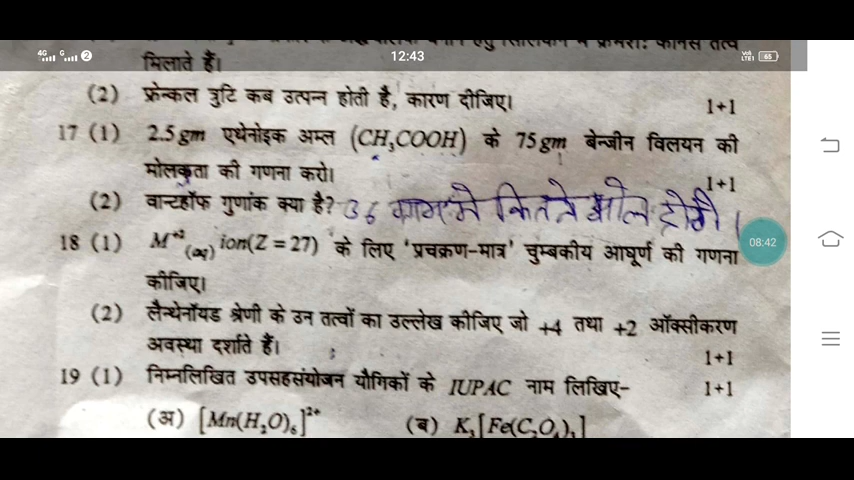 12:43
मिलाते हैं।
(2) फ्रेन्कल त्रुटि कब उत्पन्न होती है, कारण दीजिए। 1+1
17 (1) 2.5 gm एथेनोइक अम्ल (CH₃COOH) के 75 gm बेन्जीन विलयन की
मोलकता की गणना करो। 1+1
(2) वान्टहॉफ गुणांक क्या है? 36 में कितने मोल होंगे।
08:42
18 (1) M⁺²(aq) ion(Z = 27) के लिए 'प्रचक्रण-मात्र' चुम्बकीय आघूर्ण की गणना
कीजिए।
(2) लैन्थेनॉयड श्रेणी के उन तत्वों का उल्लेख कीजिए जो +4 तथा +2 ऑक्सीकरण
अवस्था दर्शाते हैं। 1+1
19 (1) निम्नलिखित उपसहसंयोजन यौगिकों के IUPAC नाम लिखिए- 1+1
(अ) [Mn(H₂O)₆]²⁺ (ब) K₃[Fe(C₂O₄)₃]